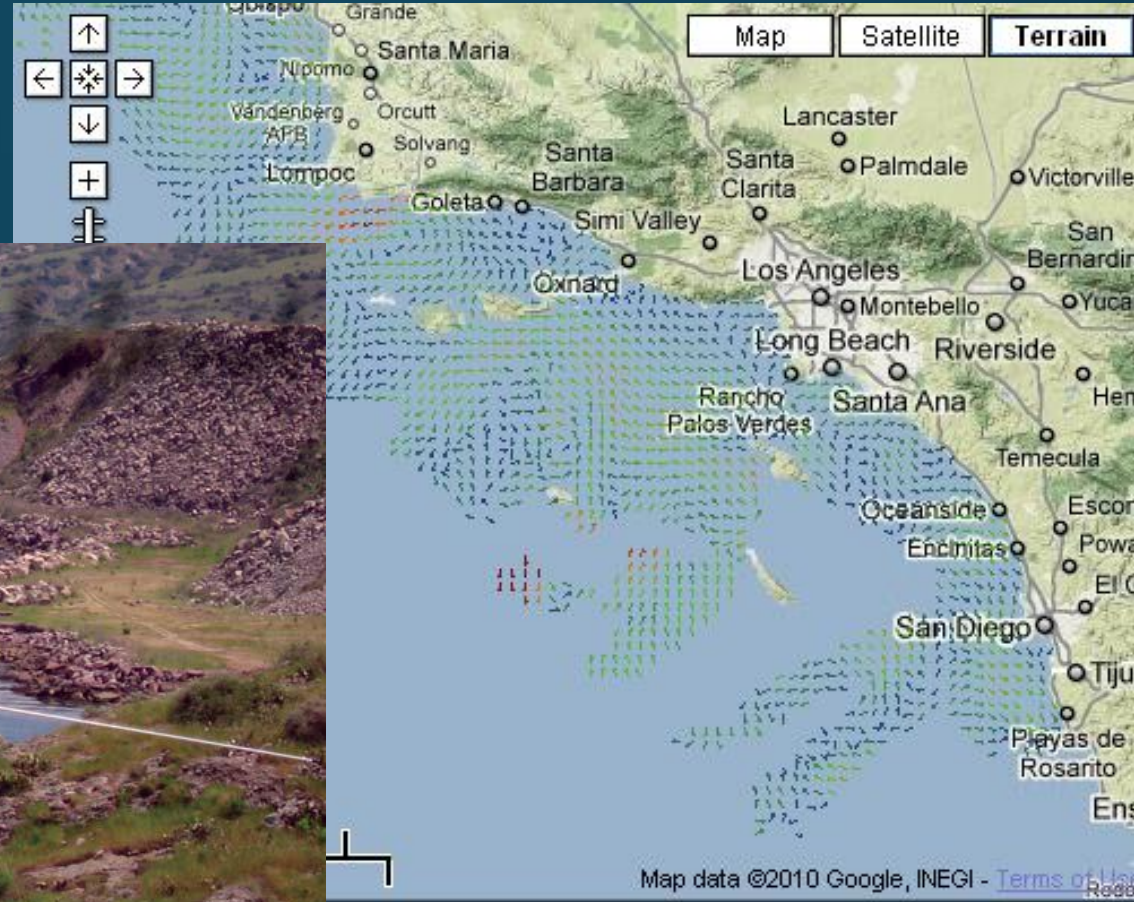 Grande
Santa Maria
Nipomo
Orcutt
Vandenberg
AFB
Solvang
Lompoc
Goleta
Santa
Barbara
Map
Satellite
Terrain
Lancaster
Palmdale
Victorville
Santa
Clarita
Simi Valley
Oxnard
San
Los Angeles
Montebello
Long Beach
Riverside
Rancho
Palos Verdes
Santa Ana
Temecula
Oceanside
Encinitas
San Diego
Playas de
Rosarito
Map data ©2010 Google, INEGI - Terms of